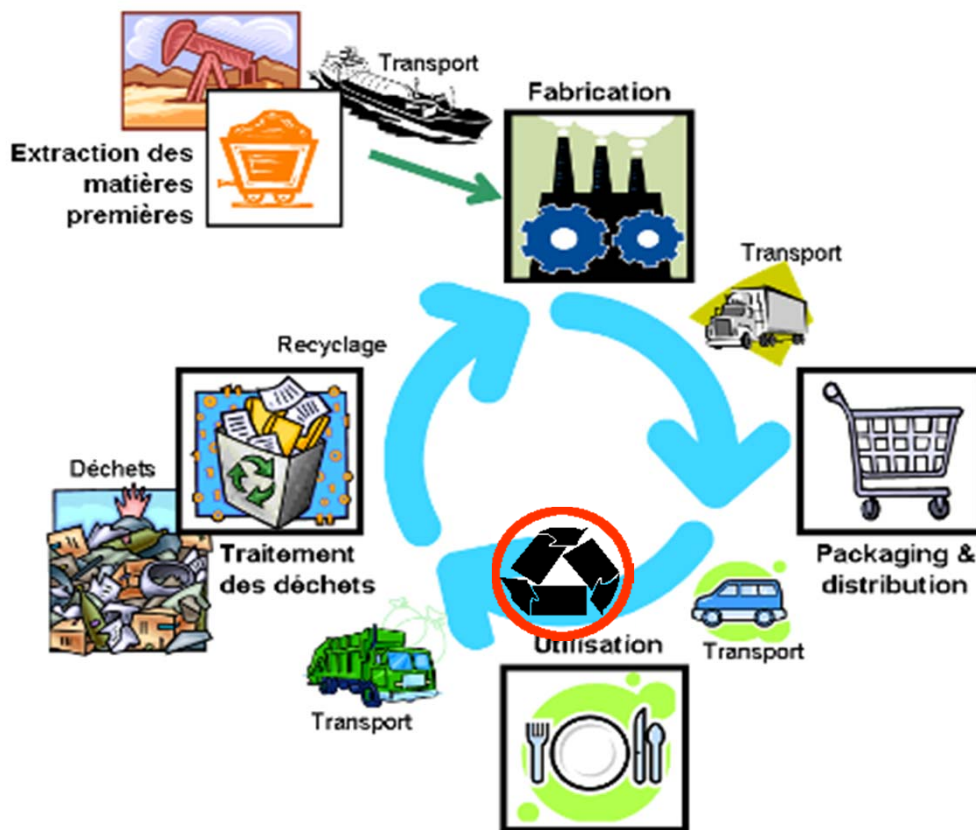 Transport
Fabrication
Extraction des
matières
premières
Transport
Recyclage
Déchets
Traitement
des déchets
Packaging &
distribution
Utilisation
Transport
Transport